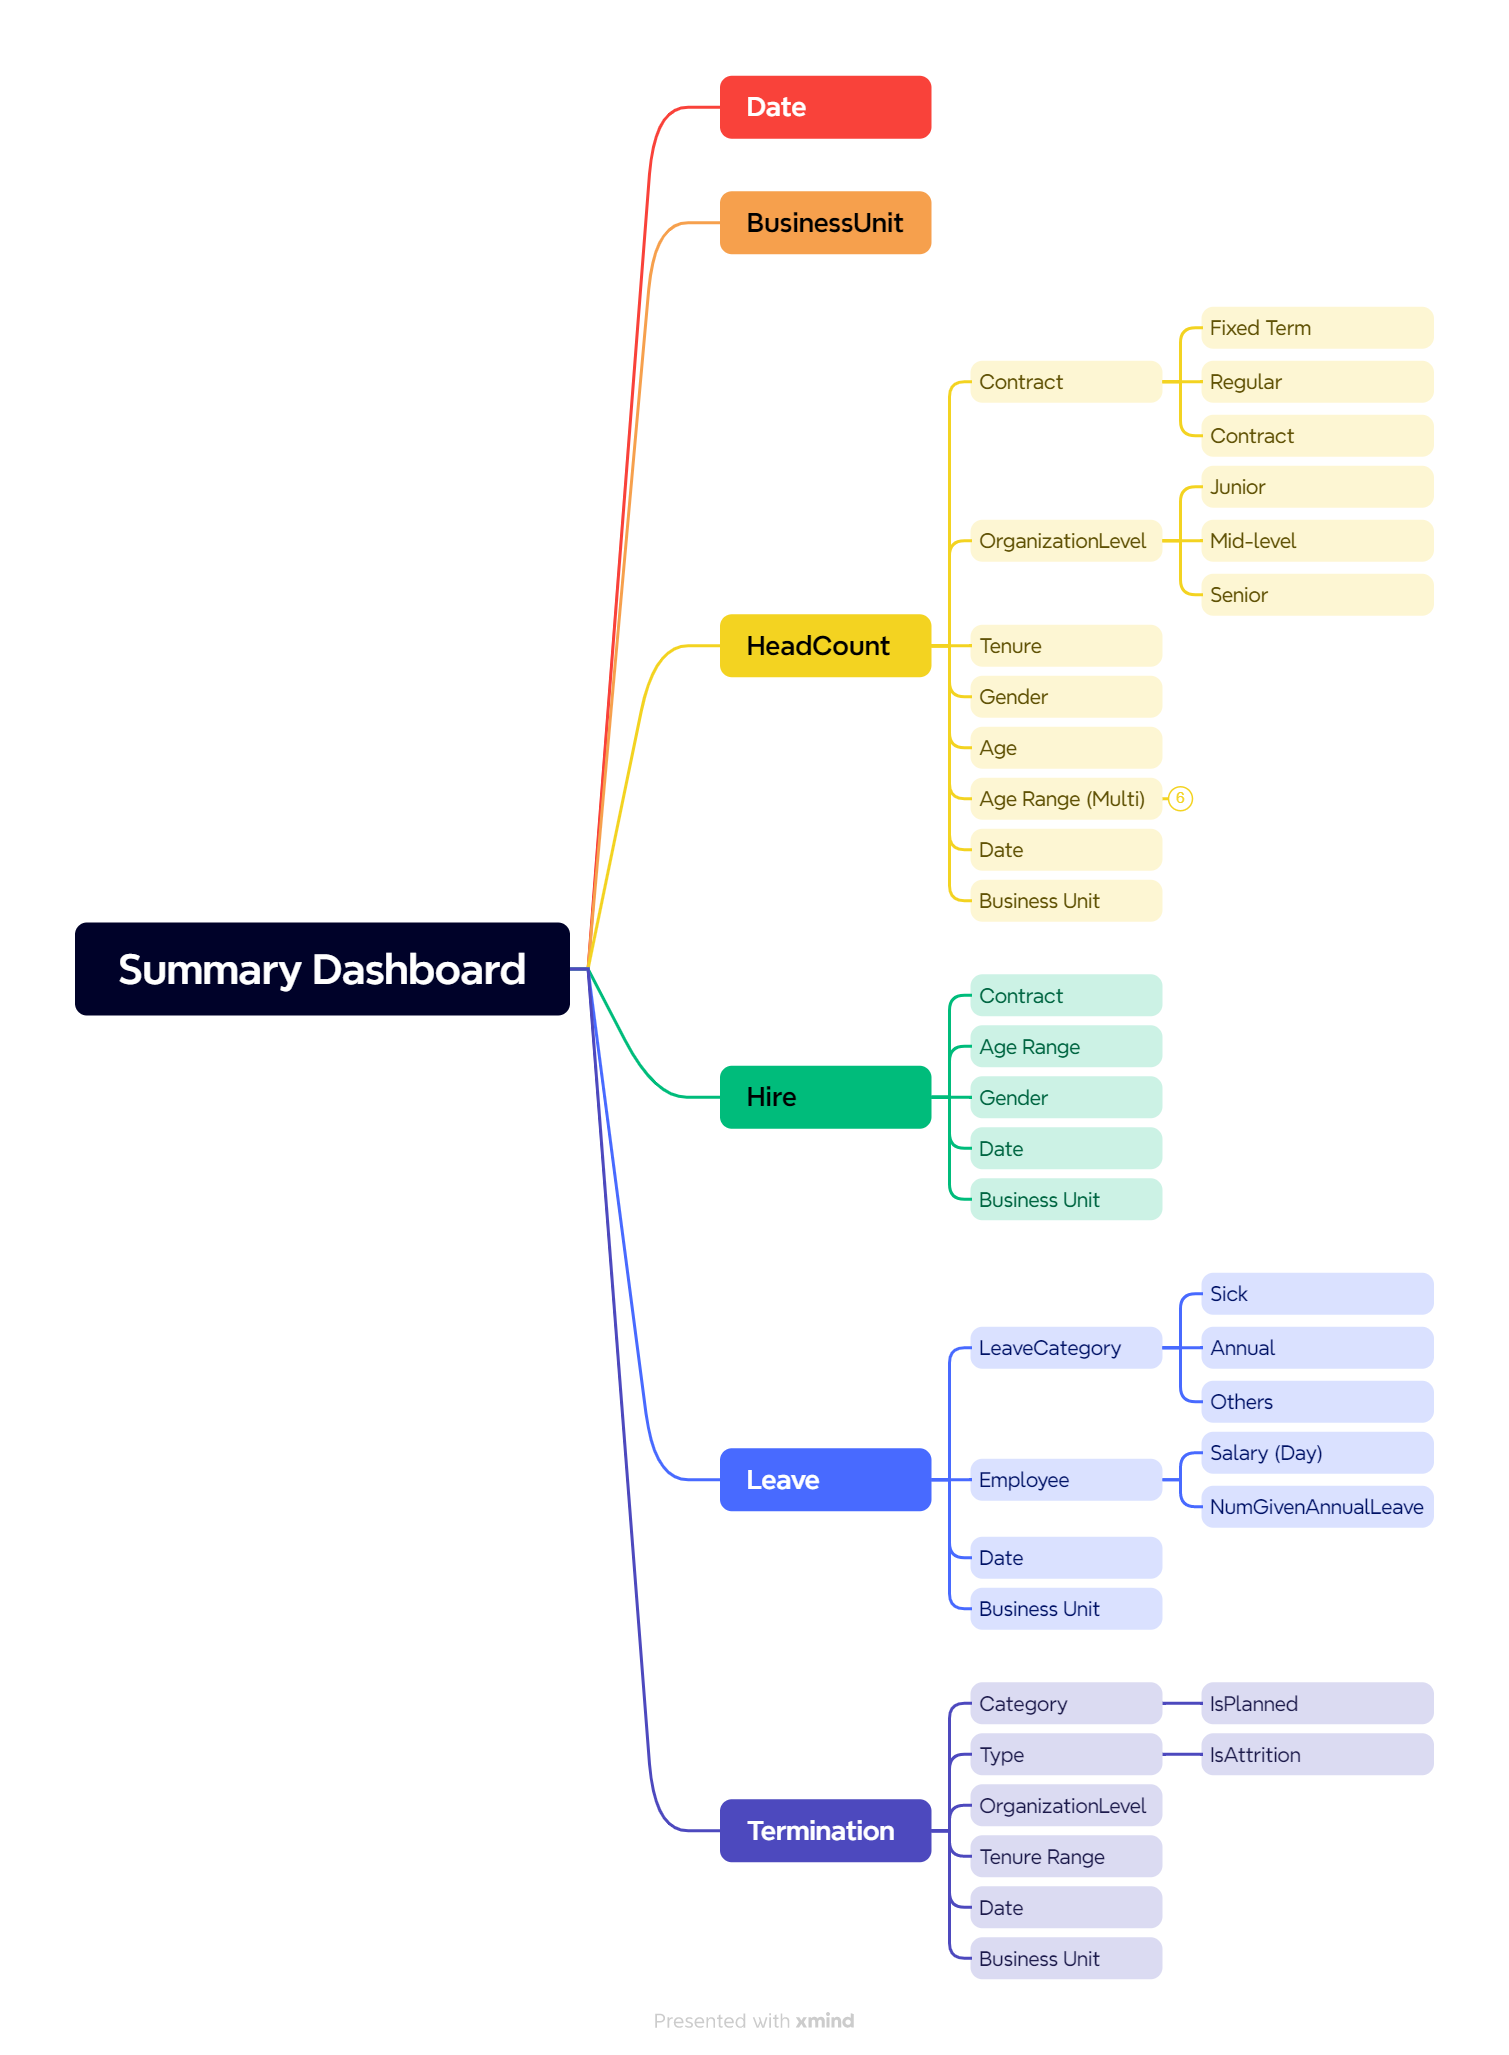 Date
BusinessUnit
Fixed Term
Contract
Regular
Contract
Junior
OrganizationLevel
Mid-level
Senior
HeadCount
Tenure
Gender
Age
Age Range (Multi)
6
Date
Business Unit
Summary Dashboard
Contract
Age Range
Hire
Gender
Date
Business Unit
Sick
LeaveCategory
Annual
Others
Salary (Day)
Leave
Employee
NumGivenAnnualLeave
Date
Business Unit
Category
IsPlanned
Type
IsAttrition
OrganizationLevel
Termination
Tenure Range
Date
Business Unit
Presented with xmind